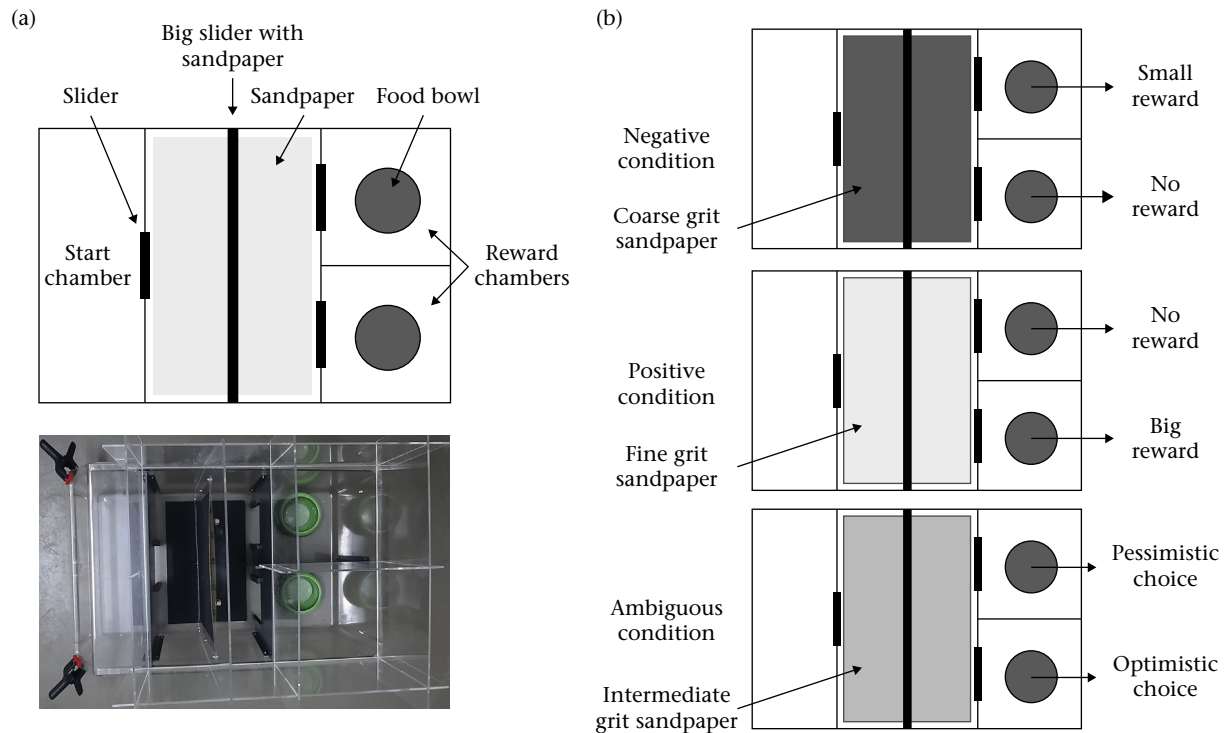 (a)
Big slider with
sandpaper
Slider
Sandpaper
Food bowl
Start
chamber
Reward
chambers
(b)
Negative
condition
Coarse grit
sandpaper
Small
reward
No
reward
Positive
condition
Fine grit
sandpaper
No
reward
Big
reward
Ambiguous
condition
Intermediate
grit sandpaper
Pessimistic
choice
Optimistic
choice